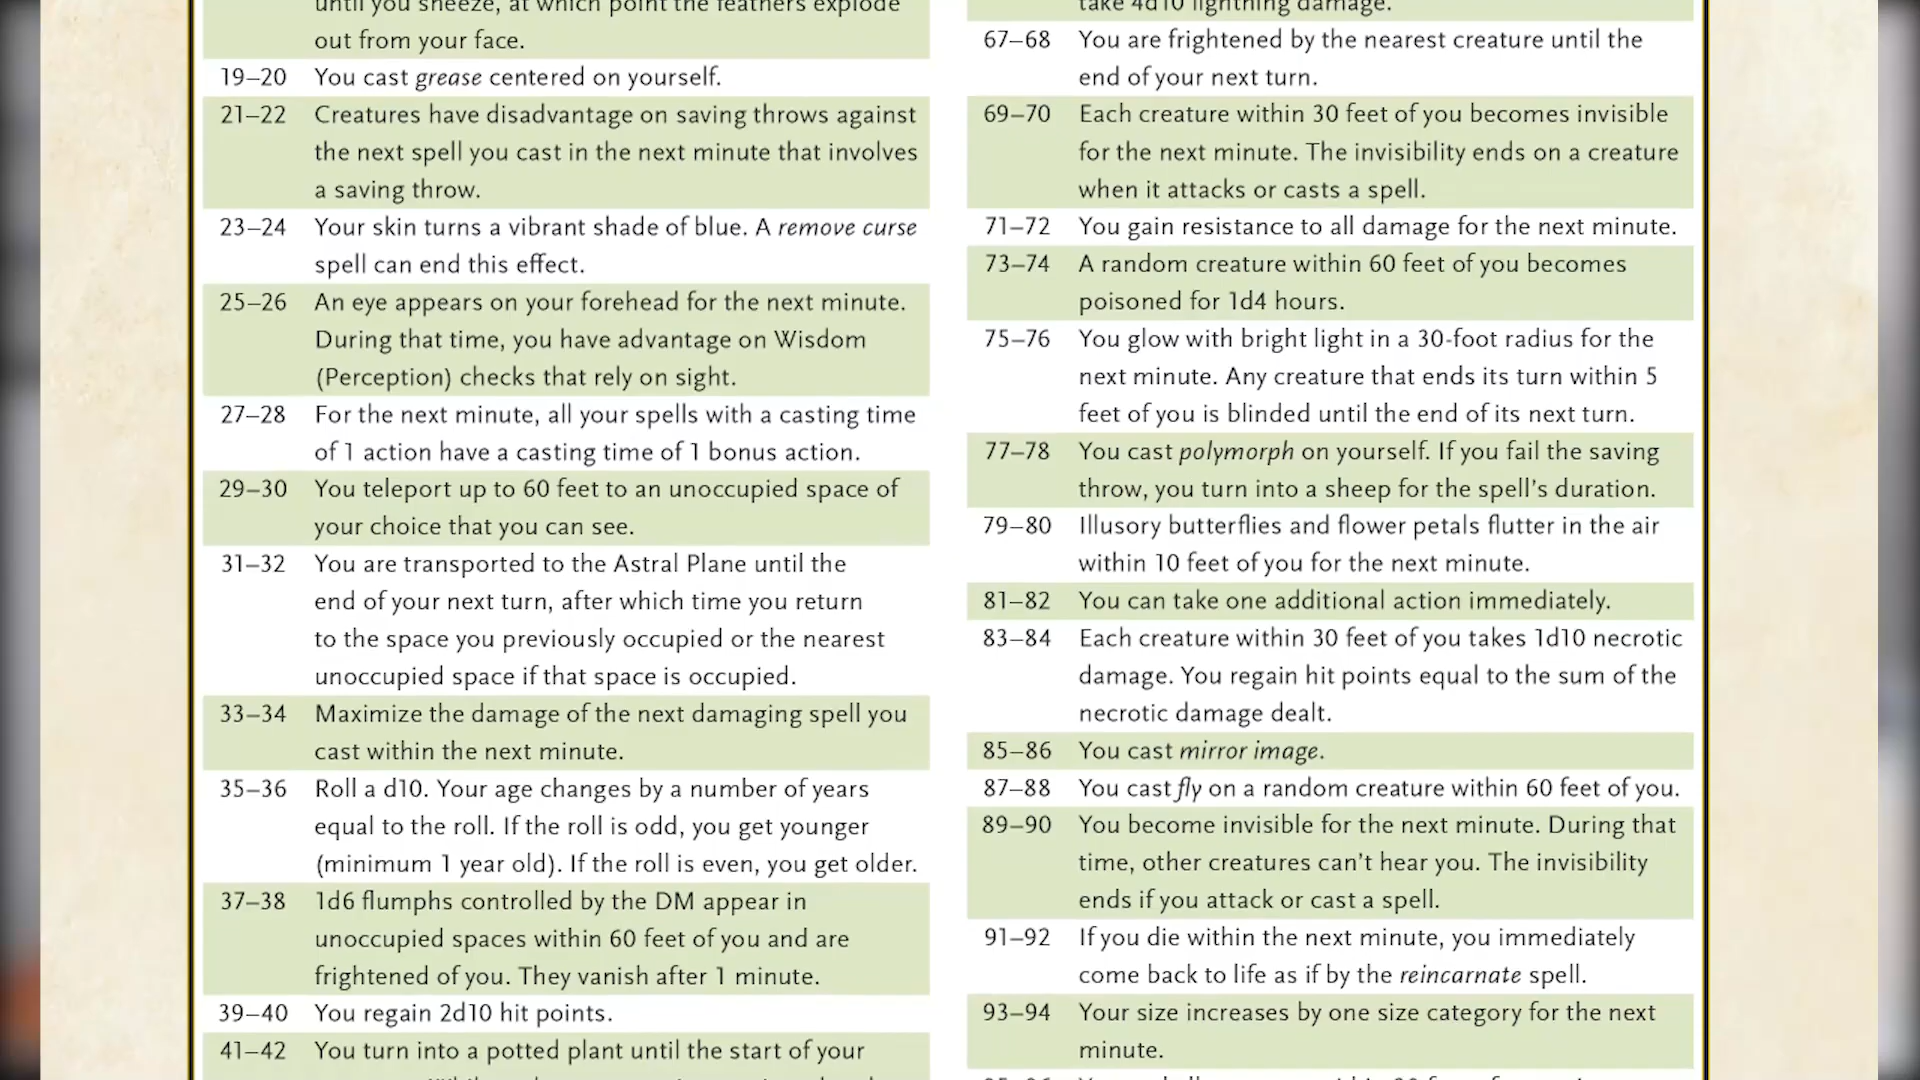 until you sneeze, at which point the feathers explode
out from your face.
19–20 You cast grease centered on yourself.
21–22 Creatures have disadvantage on saving throws against
the next spell you cast in the next minute that involves
a saving throw.
23–24 Your skin turns a vibrant shade of blue. A remove curse
spell can end this effect.
25–26 An eye appears on your forehead for the next minute.
During that time, you have advantage on Wisdom
(Perception) checks that rely on sight.
27–28 For the next minute, all your spells with a casting time
of 1 action have a casting time of 1 bonus action.
29–30 You teleport up to 60 feet to an unoccupied space of
your choice that you can see.
31–32 You are transported to the Astral Plane until the
end of your next turn, after which time you return
to the space you previously occupied or the nearest
unoccupied space if that space is occupied.
33–34 Maximize the damage of the next damaging spell you
cast within the next minute.
35–36 Roll a d10. Your age changes by a number of years
equal to the roll. If the roll is odd, you get younger
(minimum 1 year old). If the roll is even, you get older.
37–38 1d6 flumphs controlled by the DM appear in
unoccupied spaces within 60 feet of you and are
frightened of you. They vanish after 1 minute.
39–40 You regain 2d10 hit points.
41–42 You turn into a potted plant until the start of your
take 4d10 lightning damage.
67–68 You are frightened by the nearest creature until the
end of your next turn.
69–70 Each creature within 30 feet of you becomes invisible
for the next minute. The invisibility ends on a creature
when it attacks or casts a spell.
71–72 You gain resistance to all damage for the next minute.
73–74 A random creature within 60 feet of you becomes
poisoned for 1d4 hours.
75–76 You glow with bright light in a 30-foot radius for the
next minute. Any creature that ends its turn within 5
feet of you is blinded until the end of its next turn.
77–78 You cast polymorph on yourself. If you fail the saving
throw, you turn into a sheep for the spell's duration.
79–80 Illusory butterflies and flower petals flutter in the air
within 10 feet of you for the next minute.
81–82 You can take one additional action immediately.
83–84 Each creature within 30 feet of you takes 1d10 necrotic
damage. You regain hit points equal to the sum of the
necrotic damage dealt.
85–86 You cast mirror image.
87–88 You cast fly on a random creature within 60 feet of you.
89–90 You become invisible for the next minute. During that
time, other creatures can't hear you. The invisibility
ends if you attack or cast a spell.
91–92 If you die within the next minute, you immediately
come back to life as if by the reincarnate spell.
93–94 Your size increases by one size category for the next
minute.